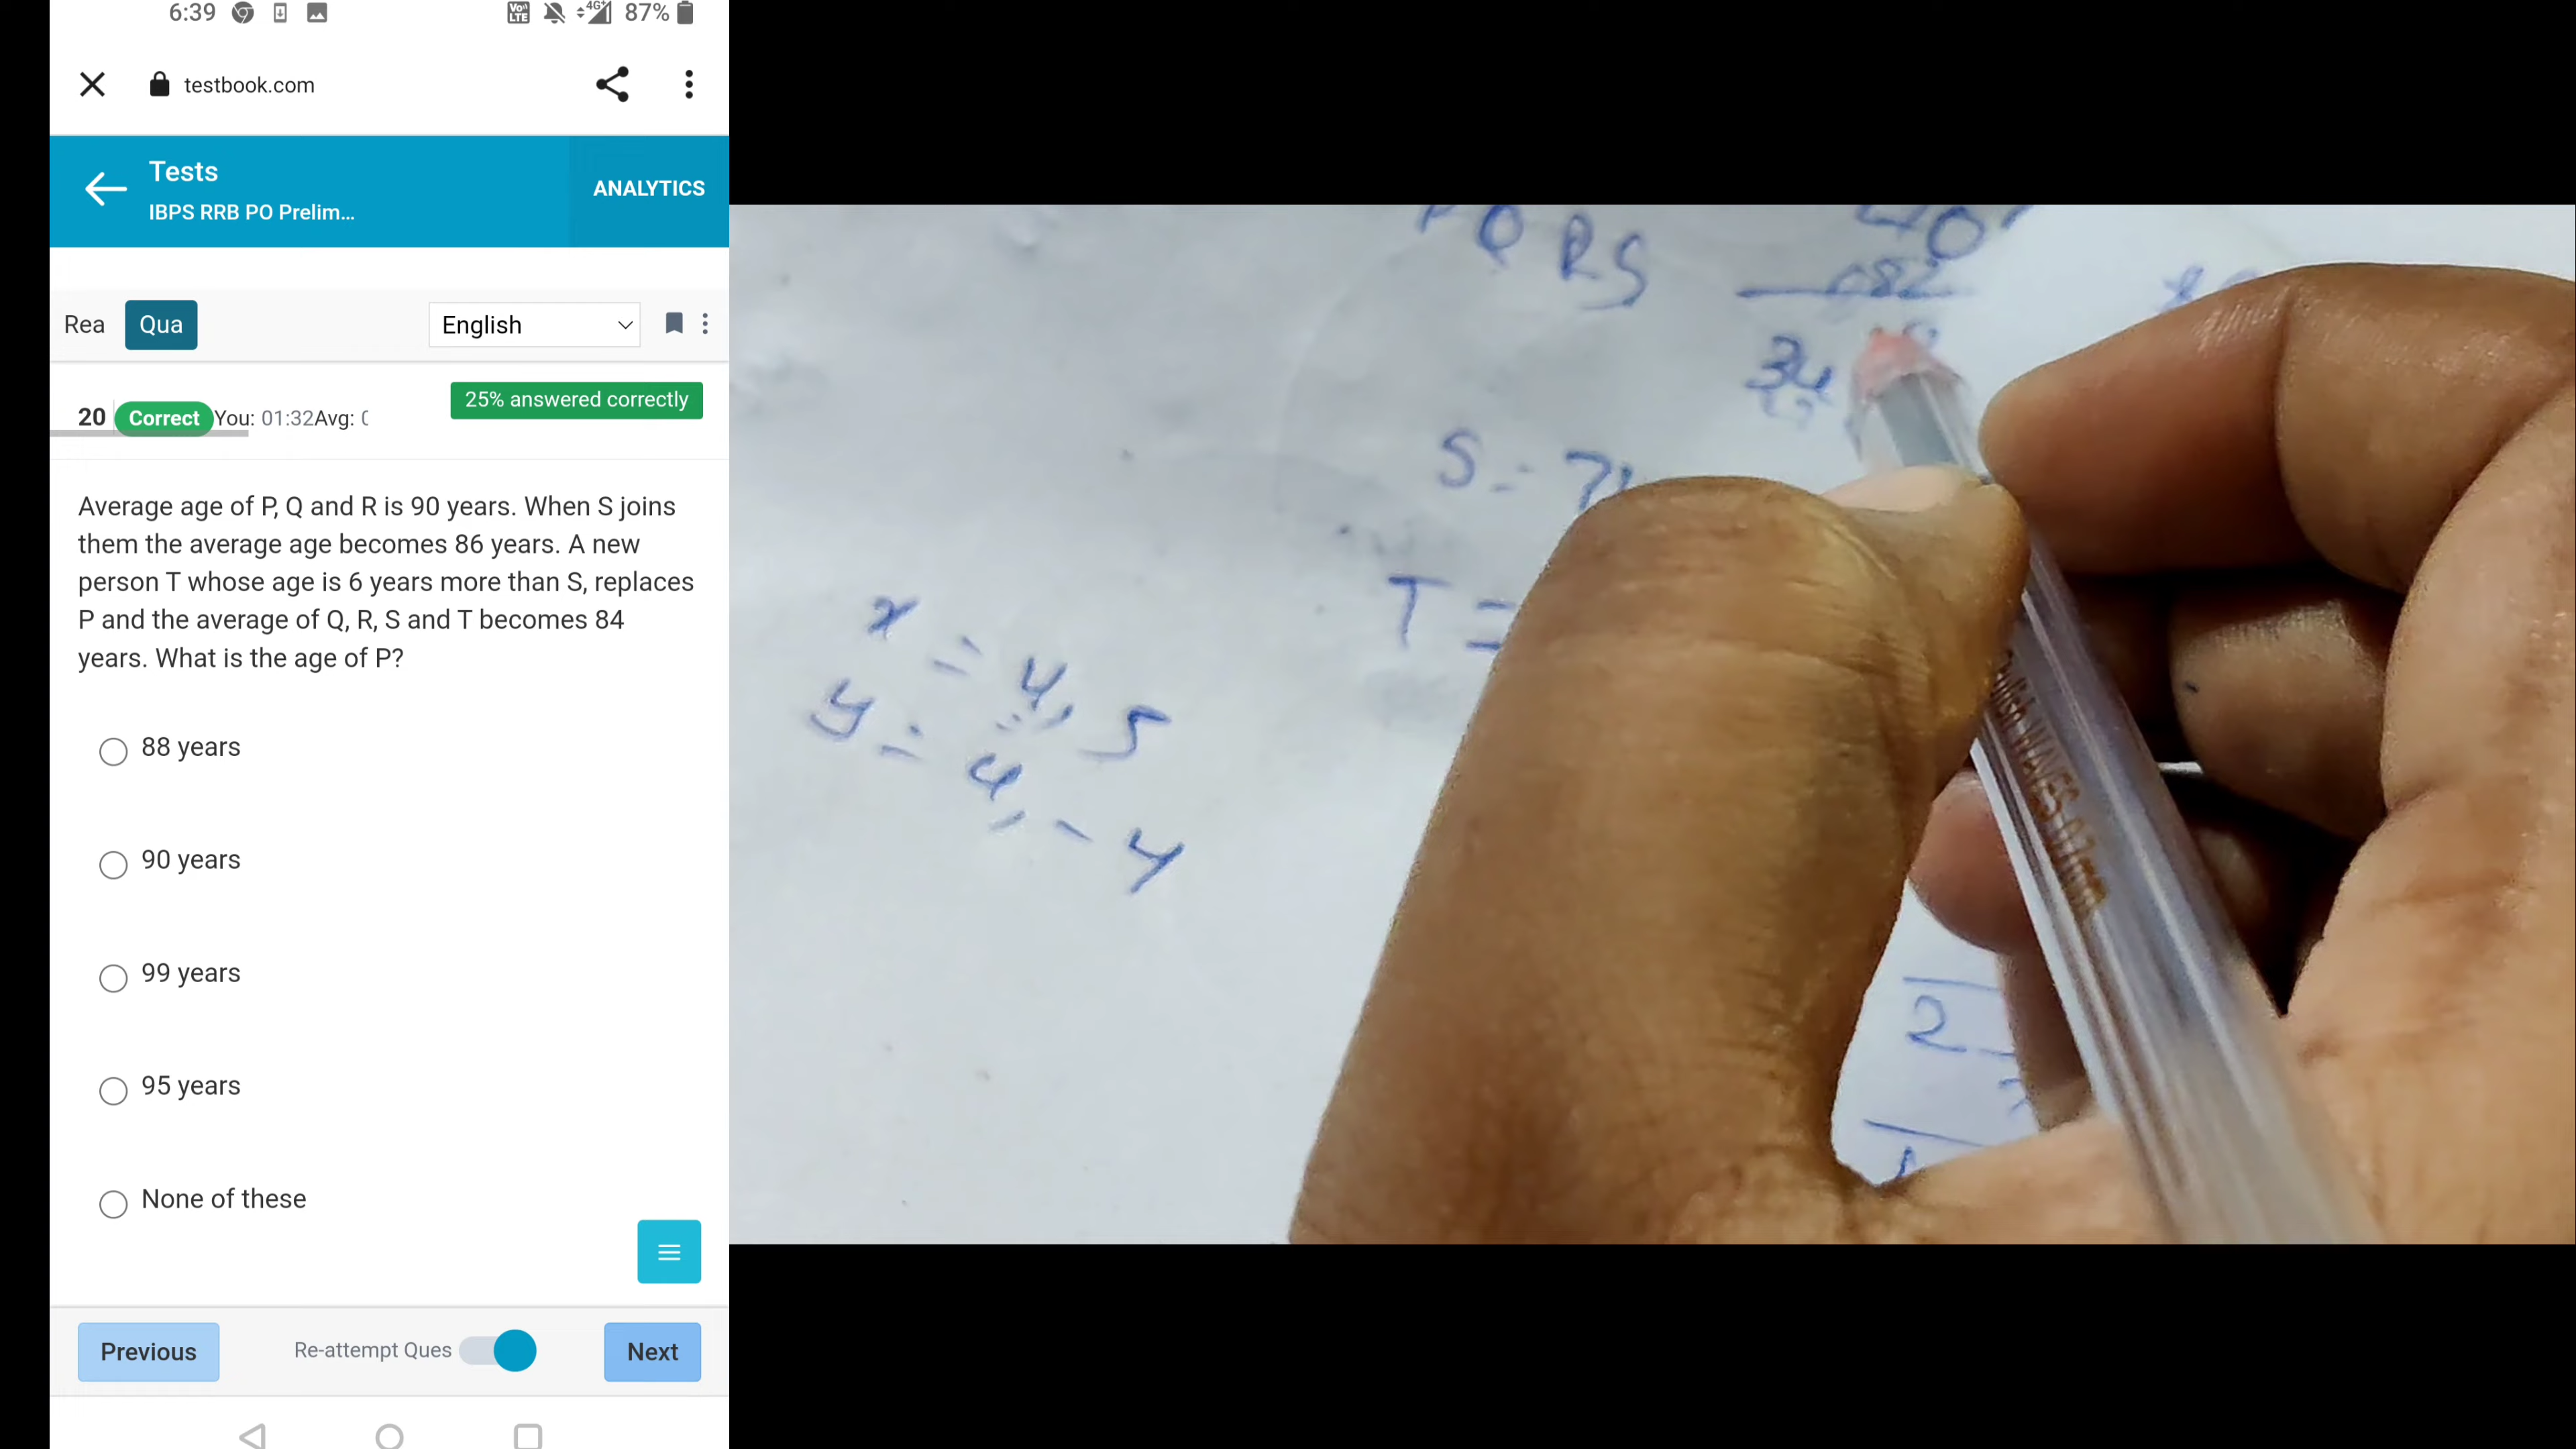 6:39 Vo) LTE 4G+ 87%
testbook.com
Tests
IBPS RRB PO Prelim...
ANALYTICS
Rea Qua English
20 Correct You: 01:32Avg:
25% answered correctly
Average age of P, Q and R is 90 years. When S joins
them the average age becomes 86 years. A new
person T whose age is 6 years more than S, replaces
P and the average of Q, R, S and T becomes 84
years. What is the age of P?
88 years
90 years
99 years
95 years
None of these
Previous Re-attempt Ques Next
P Q R S
34
S =
T =
x = 4, 5
y = 4, - 4
2